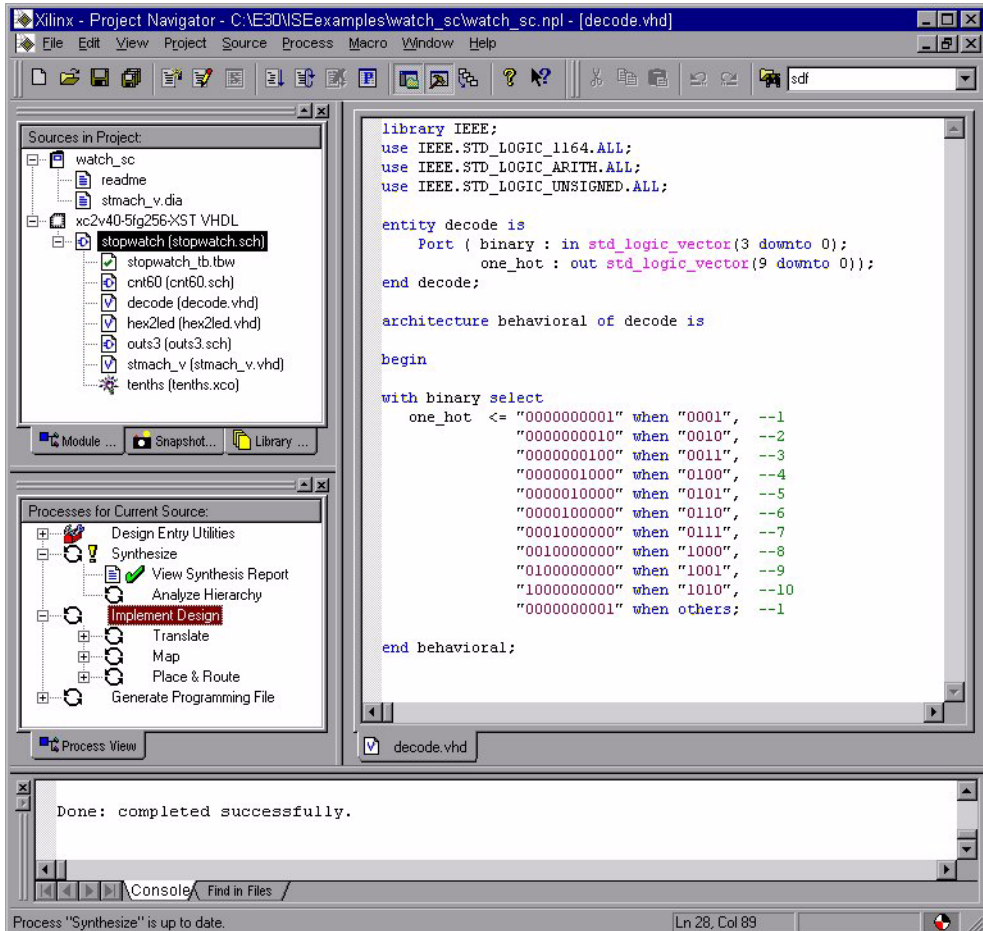 Xilinx - Project Navigator - C:\E30\ISEexamples\watch_sc\watch_sc.npl - [decode.vhd]
File Edit View Project Source Process Macro Window Help
sdf
Sources in Project:
watch_sc
readme
stmach_v.dia
xc2v40-5fg256-XST VHDL
stopwatch (stopwatch.sch)
stopwatch_tb.tbw
cnt60 (cnt60.sch)
decode (decode.vhd)
hex2led (hex2led.vhd)
outs3 (outs3.sch)
stmach_v (stmach_v.vhd)
tenths (tenths.xco)
Module ... Snapshot... Library ...
Processes for Current Source:
Design Entry Utilities
Synthesize
View Synthesis Report
Analyze Hierarchy
Implement Design
Translate
Map
Place & Route
Generate Programming File
Process View
library IEEE;
use IEEE.STD_LOGIC_1164.ALL;
use IEEE.STD_LOGIC_ARITH.ALL;
use IEEE.STD_LOGIC_UNSIGNED.ALL;
entity decode is
Port ( binary : in std_logic_vector(3 downto 0);
one_hot : out std_logic_vector(9 downto 0));
end decode;
architecture behavioral of decode is
begin
with binary select
one_hot <= "0000000001" when "0001", --1
"0000000010" when "0010", --2
"0000000100" when "0011", --3
"0000001000" when "0100", --4
"0000010000" when "0101", --5
"0000100000" when "0110", --6
"0001000000" when "0111", --7
"0010000000" when "1000", --8
"0100000000" when "1001", --9
"1000000000" when "1010", --10
"0000000001" when others; --1
end behavioral;
decode.vhd
Done: completed successfully.
Console Find in Files
Process "Synthesize" is up to date. Ln 28, Col 89